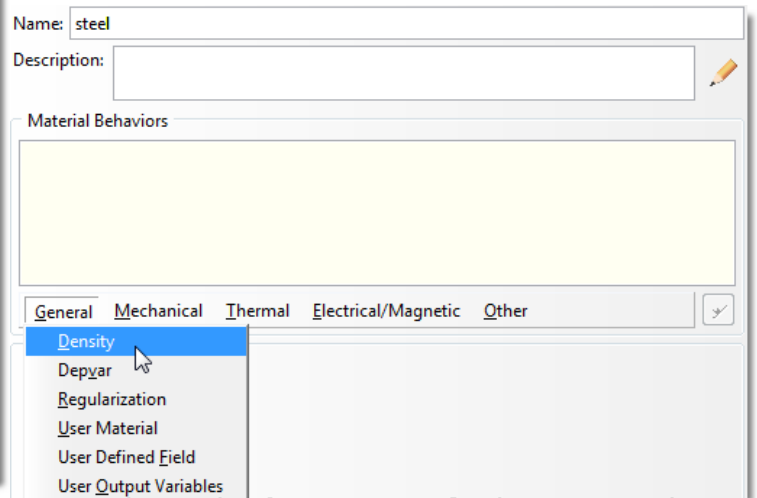 Name: steel
Description:
Material Behaviors
General Mechanical Thermal Electrical/Magnetic Other
Density
Depvar
Regularization
User Material
User Defined Field
User Output Variables